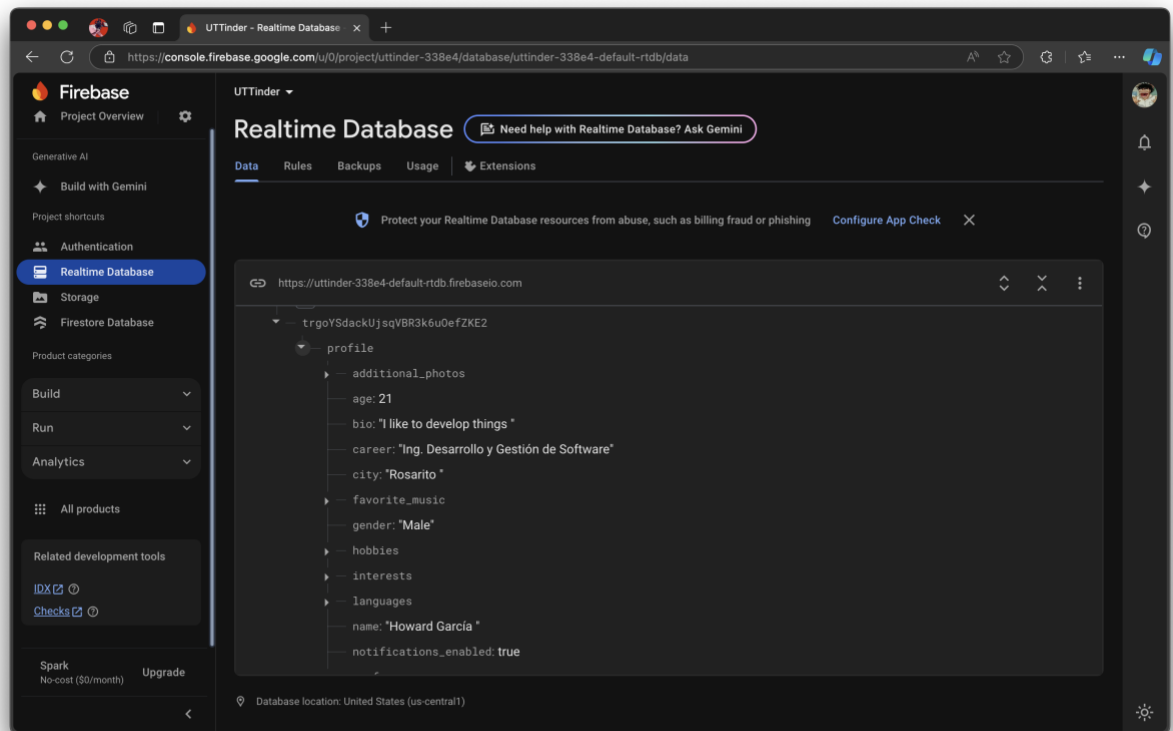 UTTinder - Realtime Database
https://console.firebase.google.com/u/0/project/uttinder-338e4/database/uttinder-338e4-default-rtdb/data
Firebase
Project Overview
Generative AI
Build with Gemini
Project shortcuts
Authentication
Realtime Database
Storage
Firestore Database
Product categories
Build
Run
Analytics
All products
Related development tools
IDX
Checks
Spark
No-cost ($0/month)
Upgrade
UTTinder
Realtime Database
Need help with Realtime Database? Ask Gemini
Data Rules Backups Usage Extensions
Protect your Realtime Database resources from abuse, such as billing fraud or phishing Configure App Check
https://uttinder-338e4-default-rtdb.firebaseio.com
trgoYSdackUjsqVBR3k6uOefZKE2
profile
additional_photos
age: 21
bio: "I like to develop things "
career: "Ing. Desarrollo y Gestión de Software"
city: "Rosarito "
favorite_music
gender: "Male"
hobbies
interests
languages
name: "Howard García "
notifications_enabled: true
Database location: United States (us-central1)